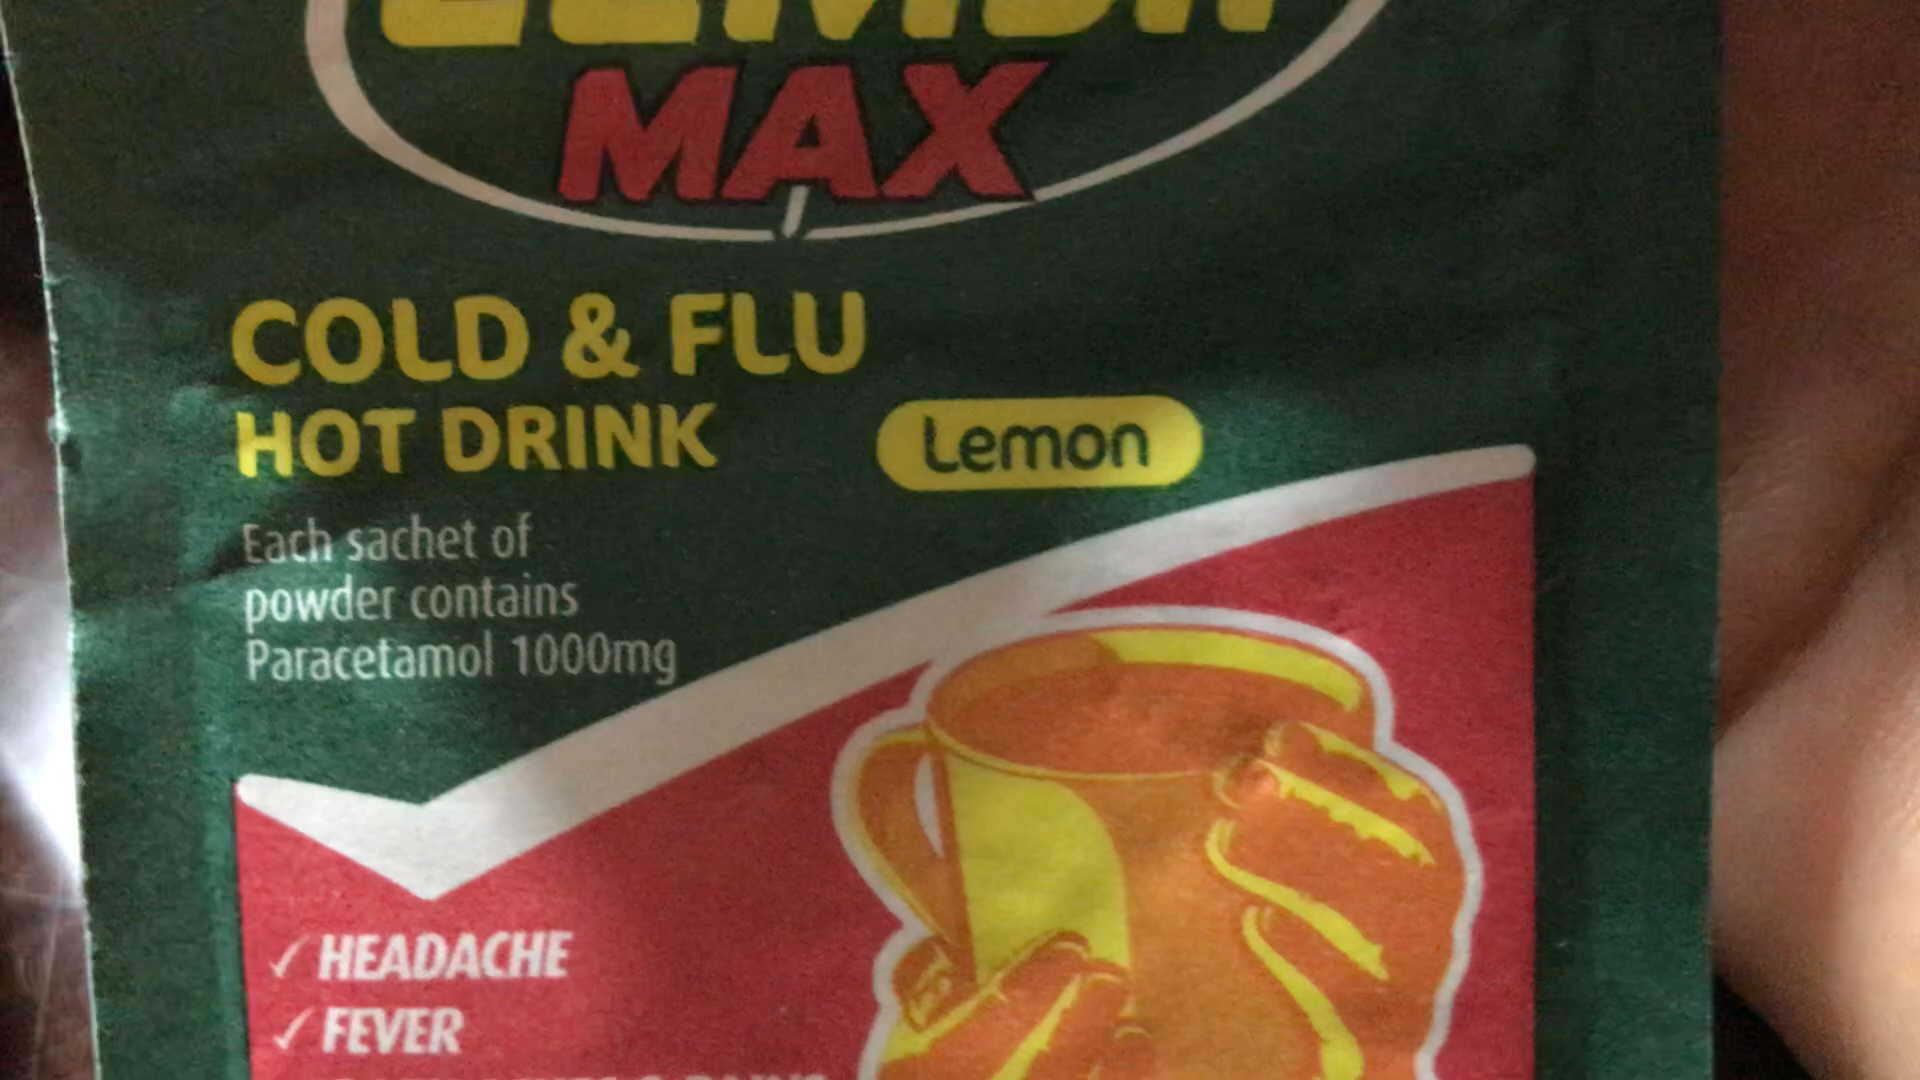 MAX
COLD & FLU
HOT DRINK
Lemon
Each sachet of
powder contains
Paracetamol 1000mg
✓ HEADACHE
✓ FEVER